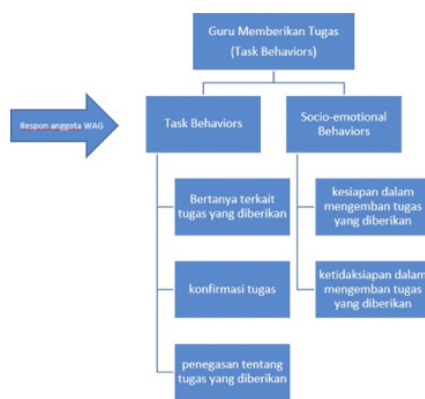 Guru Memberikan Tugas
(Task Behaviors)
Respon anggota WAG
Task Behaviors
Socio-emotional
Behaviors
Bertanya terkait
tugas yang diberikan
kesiapan dalam
mengemban tugas
yang diberikan
konfirmasi tugas
ketidaksiapan dalam
mengemban tugas
yang diberikan
penegasan tentang
tugas yang diberikan